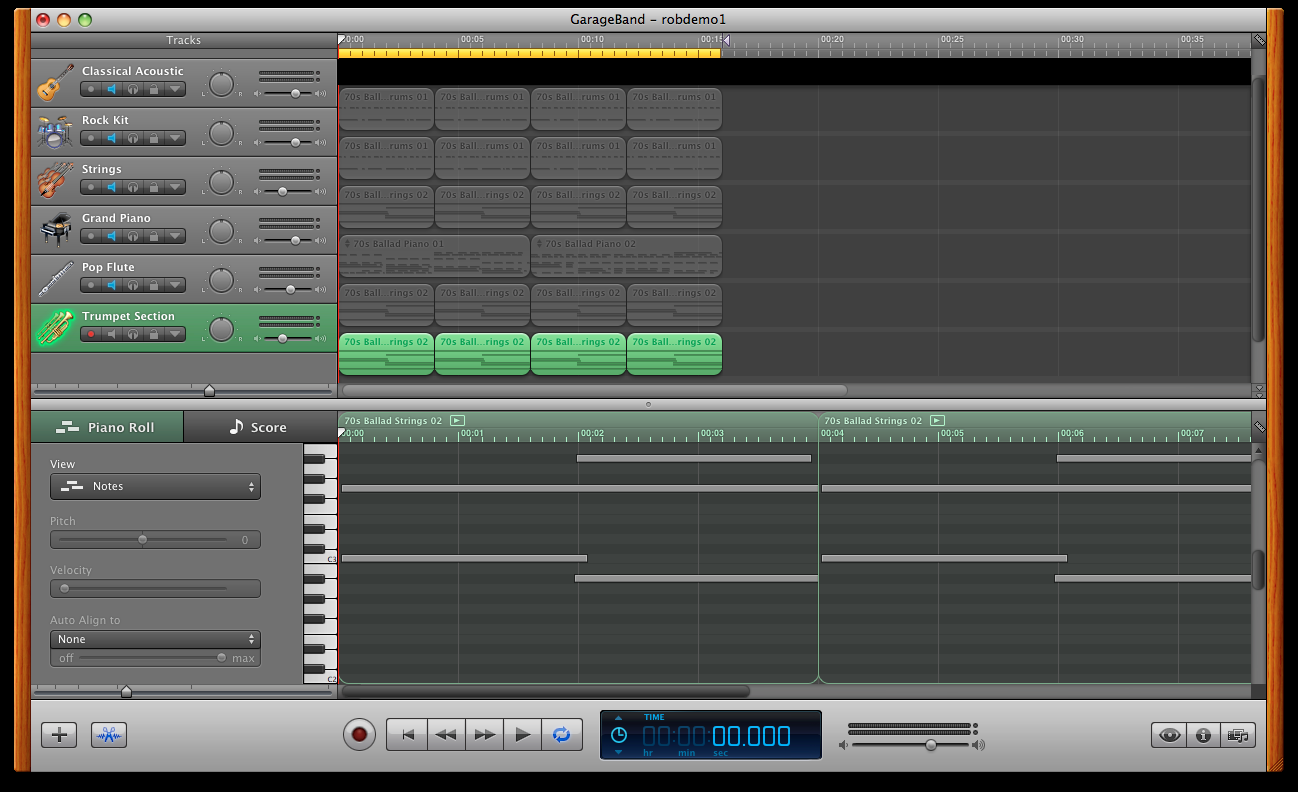 GarageBand – robdemo1
Tracks
0:00 00:05 00:10 00:15 00:20 00:25 00:30 00:35
Classical Acoustic
L R
70s Ball...rums 01 70s Ball...rums 01 70s Ball...rums 01 70s Ball...rums 01
Rock Kit
L R
70s Ball...rums 01 70s Ball...rums 01 70s Ball...rums 01 70s Ball...rums 01
Strings
L R
70s Ball...rings 02 70s Ball...rings 02 70s Ball...rings 02 70s Ball...rings 02
Grand Piano
L R
70s Ballad Piano 01 70s Ballad Piano 02
Pop Flute
L R
70s Ball...rings 02 70s Ball...rings 02 70s Ball...rings 02 70s Ball...rings 02
Trumpet Section
L R
70s Ball...rings 02 70s Ball...rings 02 70s Ball...rings 02 70s Ball...rings 02
Piano Roll Score
70s Ballad Strings 02 70s Ballad Strings 02
0:00 00:01 00:02 00:03 00:04 00:05 00:06 00:07
View
Notes
Pitch
0
C3
Velocity
Auto Align to
None
off max
C2
TIME
00:00:00.000
hr min sec